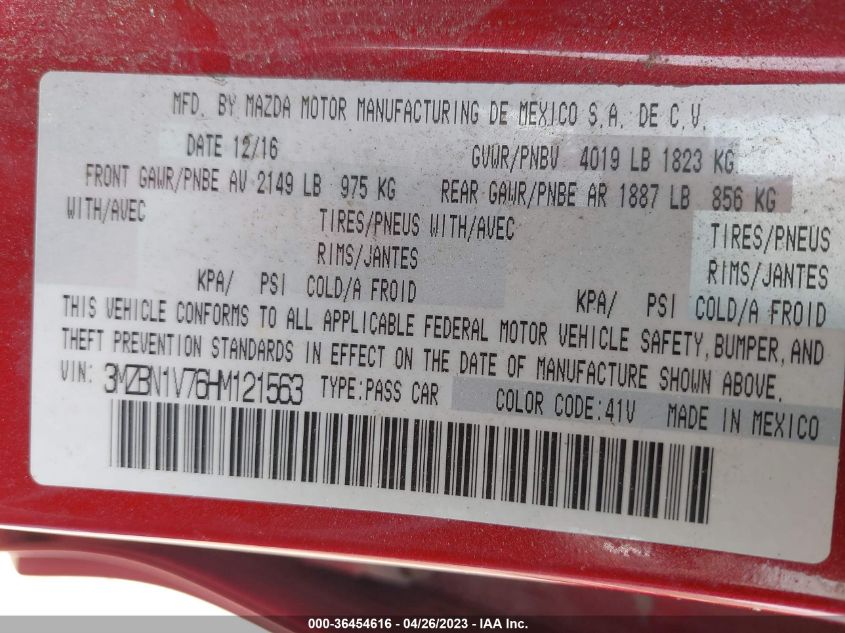 MFD. BY MAZDA MOTOR MANUFACTURING DE MEXICO S.A. DE C.V.
DATE 12/16 GVWR/PNBV 4019 LB 1823 KG
FRONT GAWR/PNBE AV 2149 LB 975 KG REAR GAWR/PNBE AR 1887 LB 856 KG
WITH/AVEC TIRES/PNEUS WITH/AVEC TIRES/PNEUS
RIMS/JANTES RIMS/JANTES
KPA/ PSI COLD/A FROID KPA/ PSI COLD/A FROID
THIS VEHICLE CONFORMS TO ALL APPLICABLE FEDERAL MOTOR VEHICLE SAFETY, BUMPER, AND
THEFT PREVENTION STANDARDS IN EFFECT ON THE DATE OF MANUFACTURE SHOWN ABOVE.
VIN: 3MZBN1V76HM121563 TYPE:PASS CAR COLOR CODE:41V MADE IN MEXICO
000-36454616 - 04/26/2023 - IAA Inc.